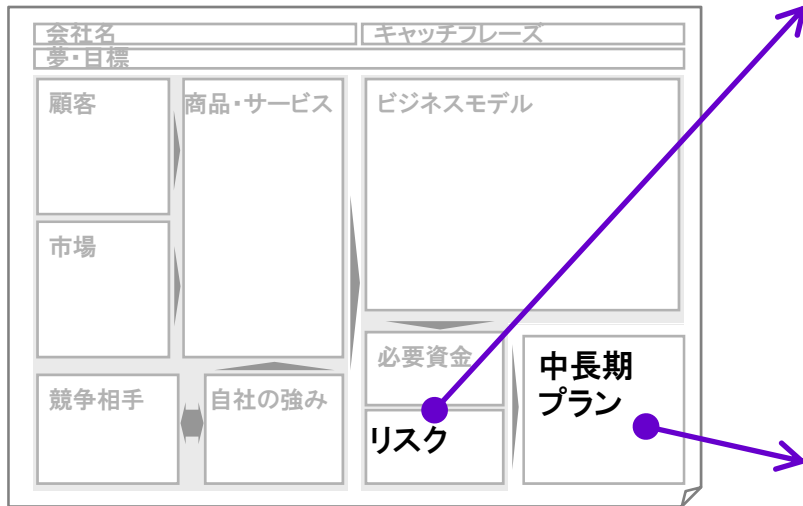 会社名
キャッチフレーズ
夢・目標
顧客
商品・サービス
ビジネスモデル
市場
必要資金
中長期
プラン
競争相手
自社の強み
リスク